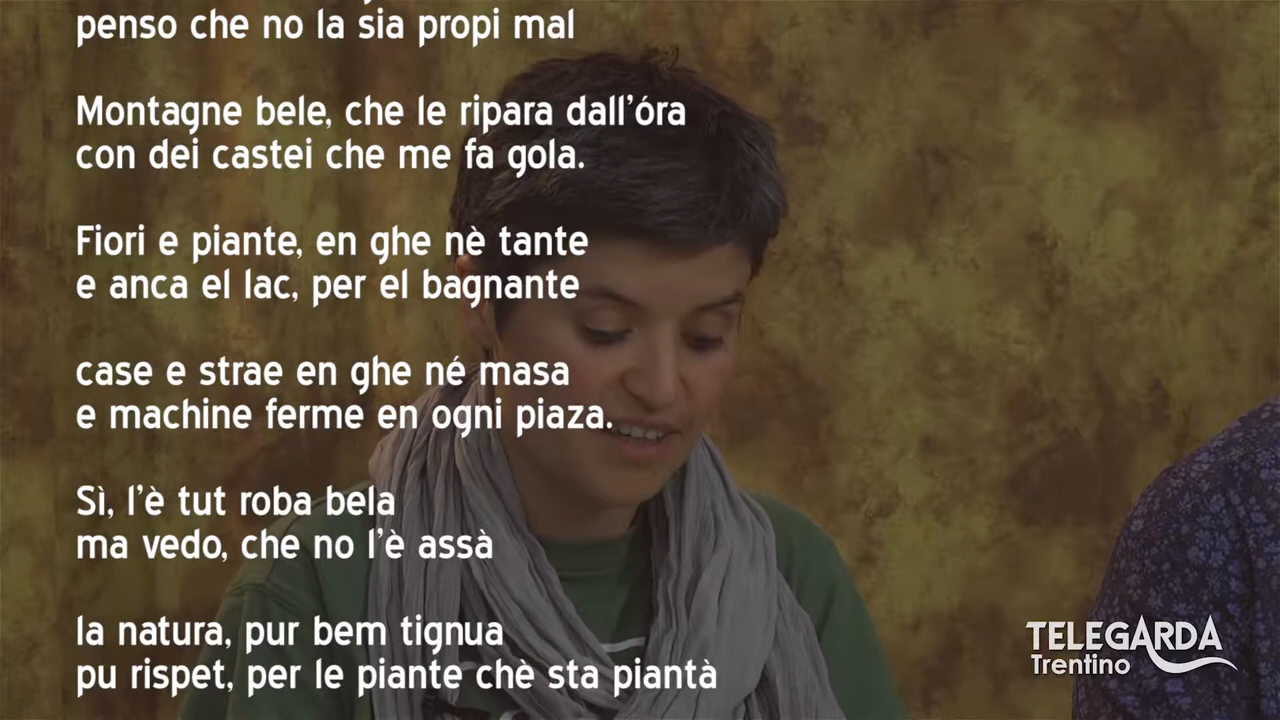 penso che no la sia propi mal
Montagne bele, che le ripara dall'óra
con dei castei che me fa gola.
Fiori e piante, en ghe nè tante
e anca el lac, per el bagnante
case e strae en ghe né masa
e machine ferme en ogni piaza.
Sì, l'è tut roba bela
ma vedo, che no l'è assà
la natura, pur bem tignua
pu rispet, per le piante chè sta piantà
TELEGARDA
Trentino